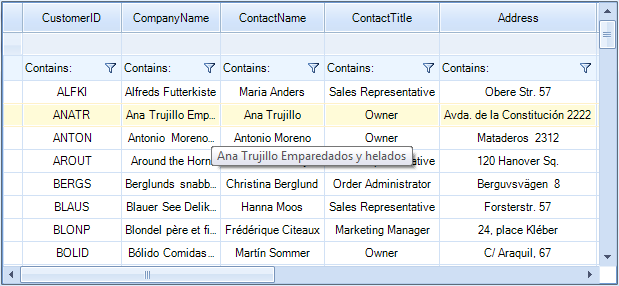 CustomerID CompanyName ContactName ContactTitle Address
Contains: Contains: Contains: Contains: Contains:
ALFKI Alfreds Futterkiste Maria Anders Sales Representative Obere Str. 57
ANATR Ana Trujillo Emp... Ana Trujillo Owner Avda. de la Constitución 2222
ANTON Antonio Moreno... Antonio Moreno Owner Mataderos 2312
Ana Trujillo Emparedados y helados
AROUT Around the Horn Representative 120 Hanover Sq.
BERGS Berglunds snabb... Christina Berglund Order Administrator Berguvsvägen 8
BLAUS Blauer See Delik... Hanna Moos Sales Representative Forsterstr. 57
BLONP Blondel père et fi... Frédérique Citeaux Marketing Manager 24, place Kléber
BOLID Bólido Comidas... Martín Sommer Owner C/ Araquil, 67